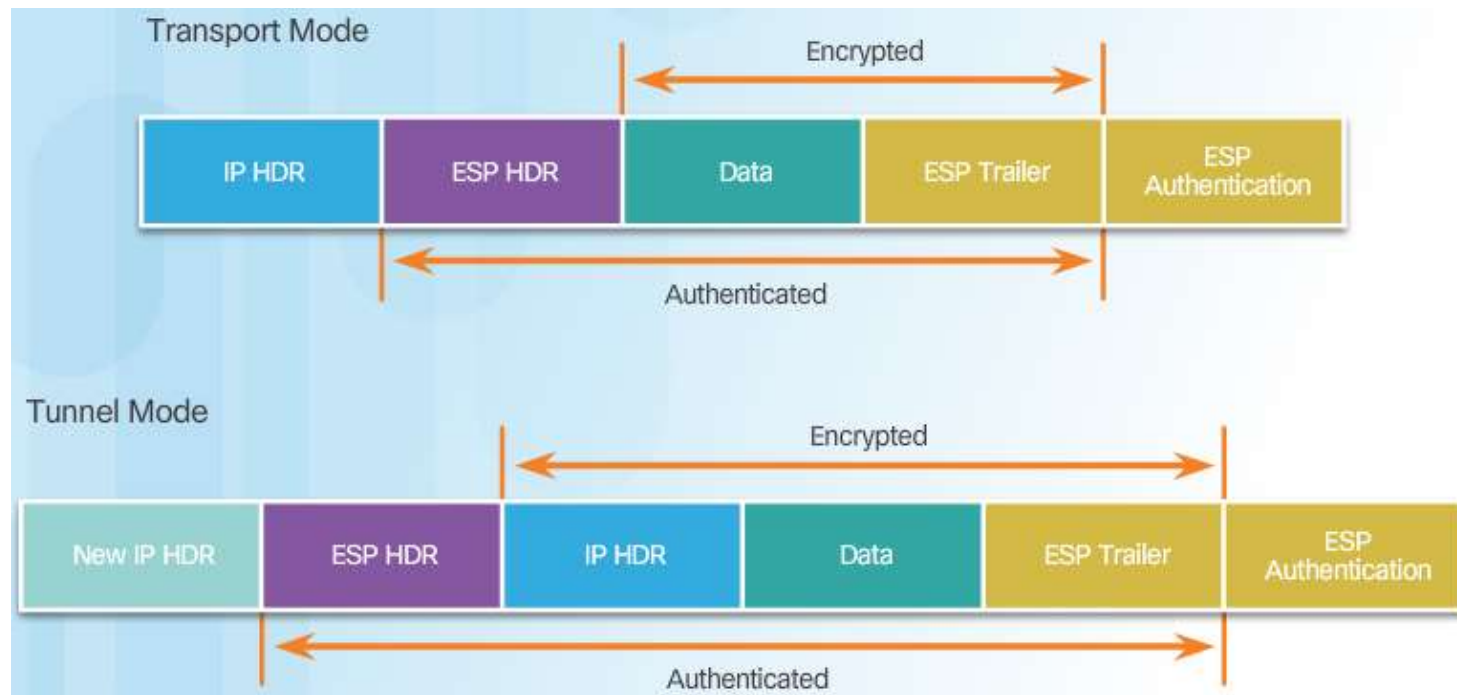 Transport Mode
Encrypted
IP HDR
ESP HDR
Data
ESP Trailer
ESP
Authentication
Authenticated
Tunnel Mode
Encrypted
New IP HDR
ESP HDR
IP HDR
Data
ESP Trailer
ESP
Authentication
Authenticated